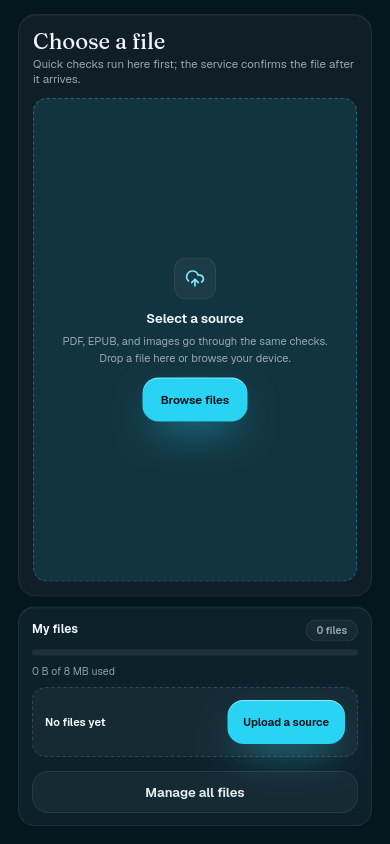 Choose a file
Quick checks run here first; the service confirms the file after
it arrives.
Select a source
PDF, EPUB, and images go through the same checks.
Drop a file here or browse your device.
Browse files
My files
0 files
0 B of 8 MB used
No files yet
Upload a source
Manage all files